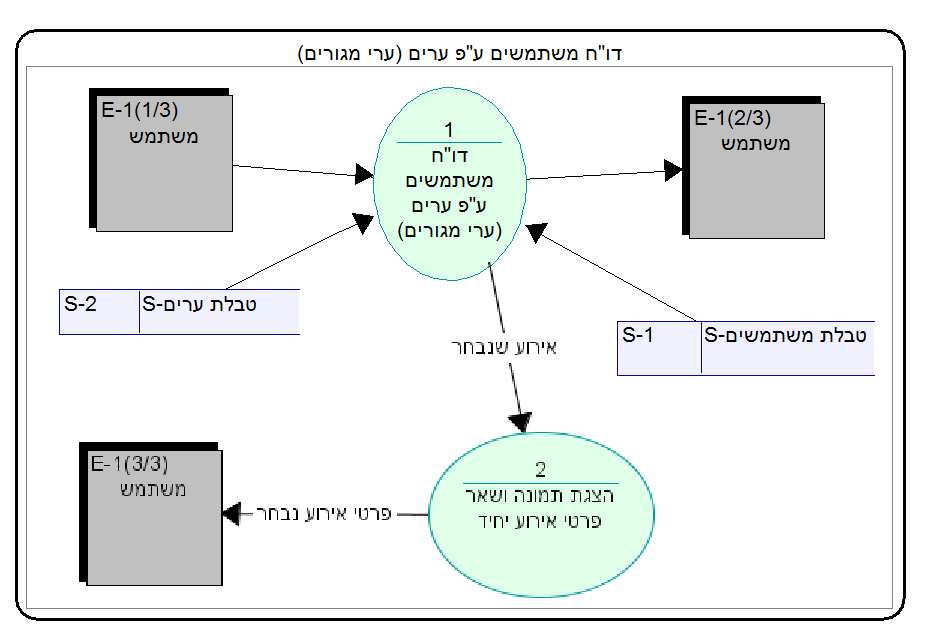 דו"ח משתמשים ע"פ ערים (ערי מגורים)
E-1(1/3)
משתמש
1
דו"ח
משתמשים
ע"פ ערים
(ערי מגורים)
E-1(2/3)
משתמש
S-2
S-טבלת ערים
S-1
S-טבלת משתמשים
אירוע שנבחר
E-1(3/3)
משתמש
פרטי אירוע נבחר
2
הצגת תמונה ושאר
פרטי אירוע יחיד